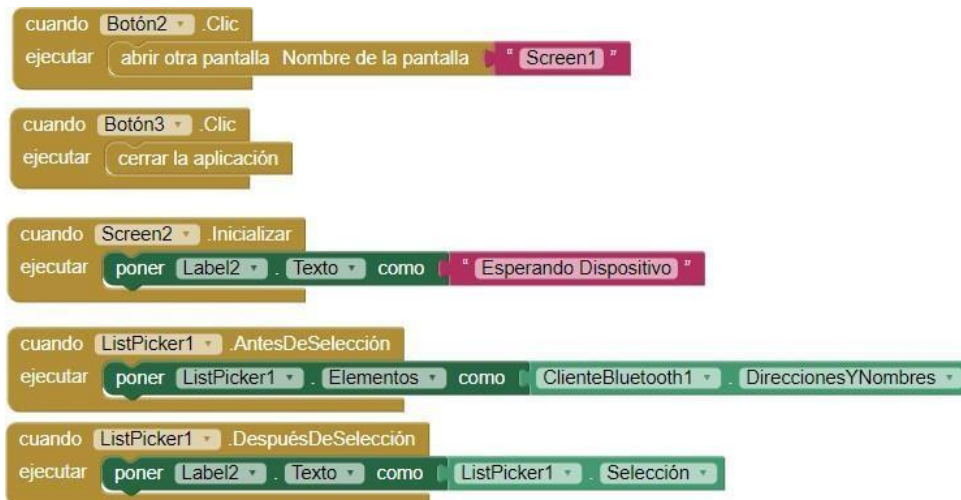 cuando Botón2 .Clic
ejecutar abrir otra pantalla Nombre de la pantalla " Screen1 "
cuando Botón3 .Clic
ejecutar cerrar la aplicación
cuando Screen2 .Inicializar
ejecutar poner Label2 . Texto como " Esperando Dispositivo "
cuando ListPicker1 .AntesDeSelección
ejecutar poner ListPicker1 . Elementos como ClienteBluetooth1 . DireccionesYNombres
cuando ListPicker1 .DespuésDeSelección
ejecutar poner Label2 . Texto como ListPicker1 . Selección